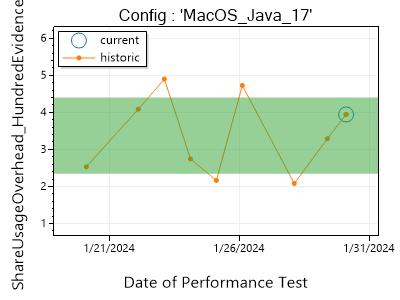 Config : 'MacOS_Java_17'
current
historic
ShareUsageOverhead_HundredEvidence
6
5
4
3
2
1
1/21/2024
1/26/2024
1/31/2024
Date of Performance Test